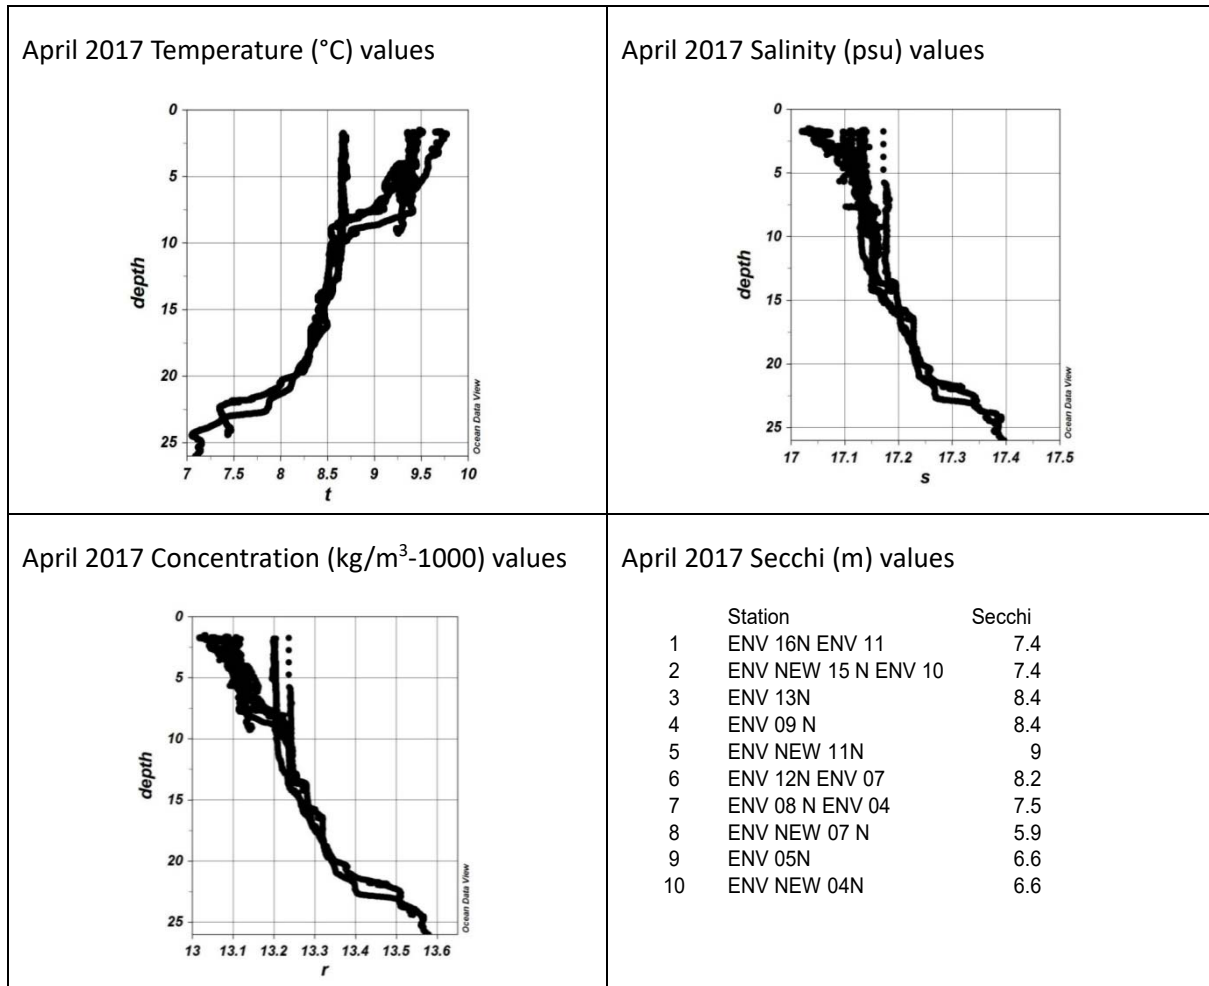 April 2017 Temperature (°C) values
0
5
10
15
20
25
depth
7 7.5 8 8.5 9 9.5 10
t
Ocean Data View
April 2017 Salinity (psu) values
0
5
10
15
20
25
depth
17 17.1 17.2 17.3 17.4 17.5
s
Ocean Data View
April 2017 Concentration (kg/m³-1000) values
0
5
10
15
20
25
depth
13 13.1 13.2 13.3 13.4 13.5 13.6
r
Ocean Data View
April 2017 Secchi (m) values
Station Secchi
1 ENV 16N ENV 11 7.4
2 ENV NEW 15 N ENV 10 7.4
3 ENV 13N 8.4
4 ENV 09 N 8.4
5 ENV NEW 11N 9
6 ENV 12N ENV 07 8.2
7 ENV 08 N ENV 04 7.5
8 ENV NEW 07 N 5.9
9 ENV 05N 6.6
10 ENV NEW 04N 6.6